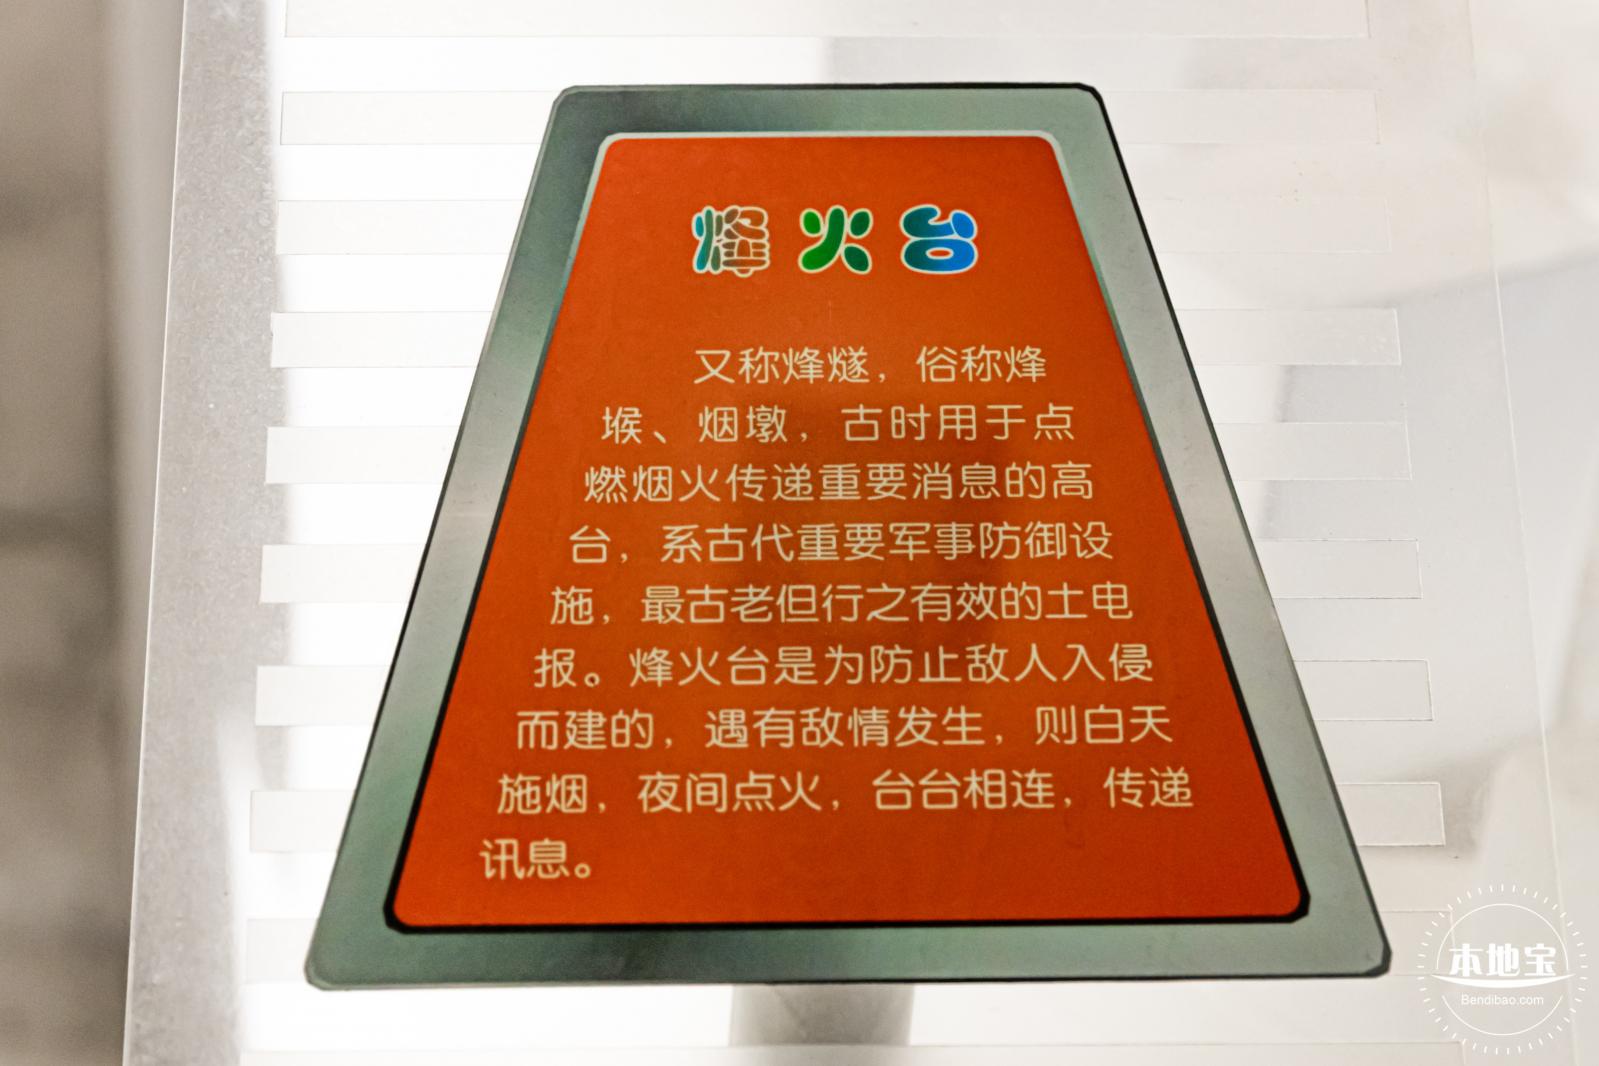 烽火台
又称烽燧，俗称烽
堠、烟墩，古时用于点
燃烟火传递重要消息的高
台，系古代重要军事防御设
施，最古老但行之有效的土电
报。烽火台是为防止敌人入侵
而建的，遇有敌情发生，则白天
施烟，夜间点火，台台相连，传递
讯息。
本地宝
Bendibao.com